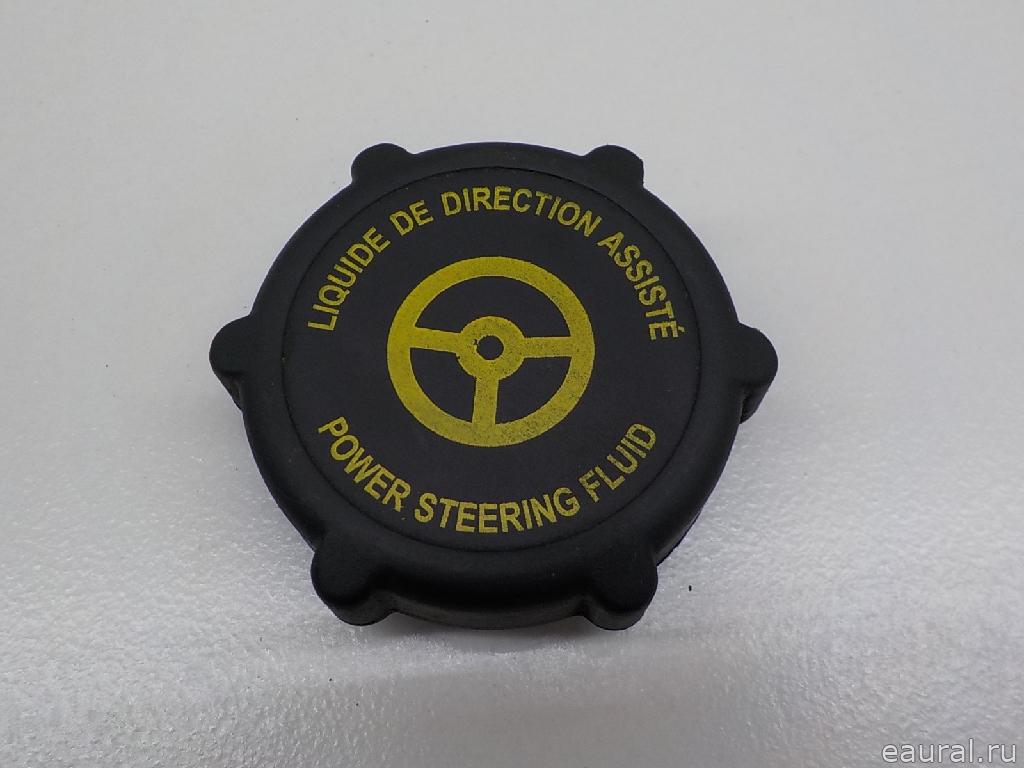 LIQUIDE DE DIRECTION ASSISTÉ
POWER STEERING FLUID
eaural.ru